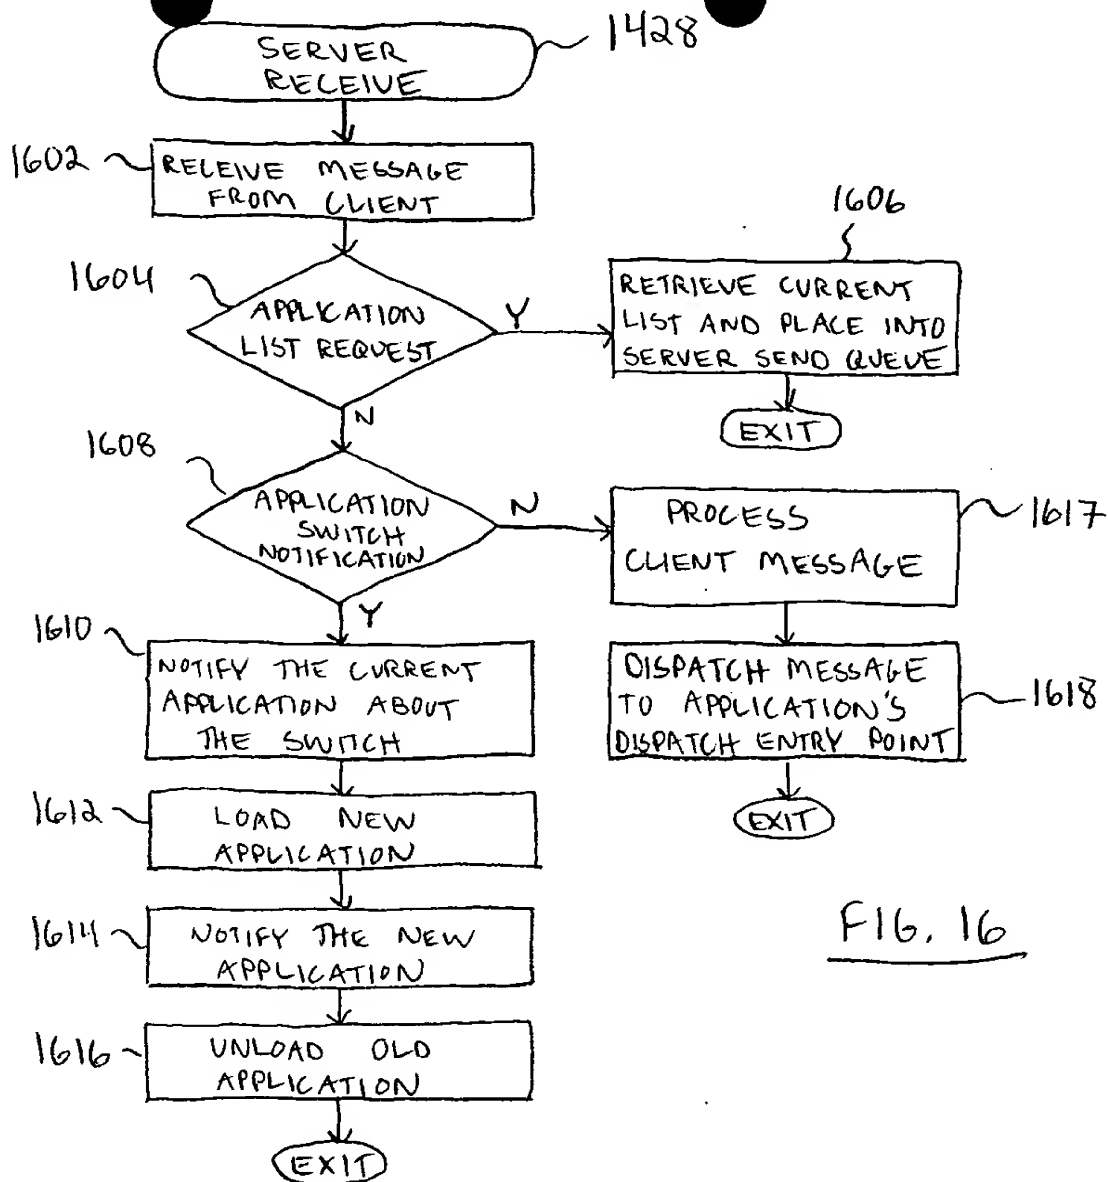 1428
SERVER
RECEIVE
1602
RECEIVE MESSAGE
FROM CLIENT
1604
APPLICATION
LIST REQUEST
Y
N
1606
RETRIEVE CURRENT
LIST AND PLACE INTO
SERVER SEND QUEUE
EXIT
1608
APPLICATION
SWITCH
NOTIFICATION
N
Y
1617
PROCESS
CLIENT MESSAGE
1618
DISPATCH MESSAGE
TO APPLICATION'S
DISPATCH ENTRY POINT
EXIT
1610
NOTIFY THE CURRENT
APPLICATION ABOUT
THE SWITCH
1612
LOAD NEW
APPLICATION
1614
NOTIFY THE NEW
APPLICATION
1616
UNLOAD OLD
APPLICATION
EXIT
FIG. 16